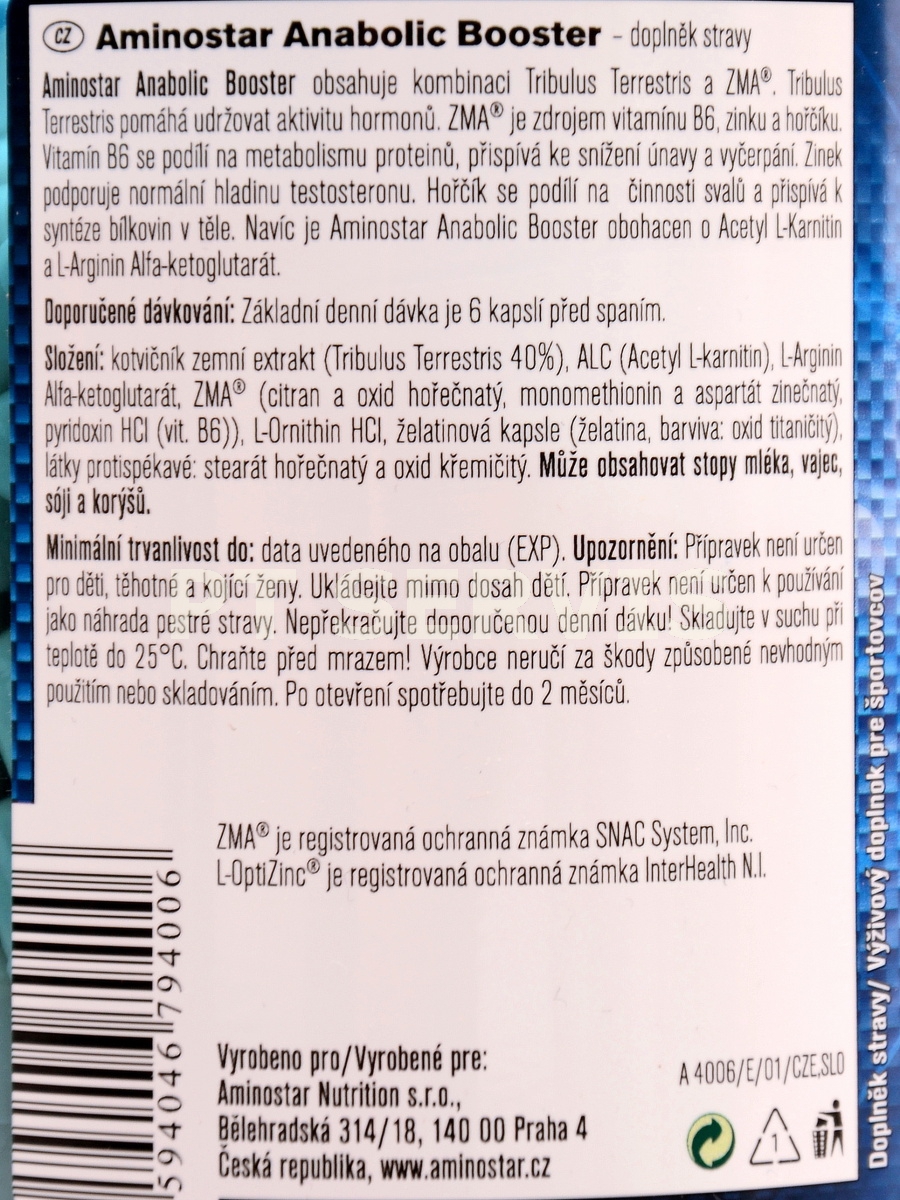 CZ Aminostar Anabolic Booster – doplněk stravy
Aminostar Anabolic Booster obsahuje kombinaci Tribulus Terrestris a ZMA®. Tribulus
Terrestris pomáhá udržovat aktivitu hormonů. ZMA® je zdrojem vitamínu B6, zinku a hořčíku.
Vitamín B6 se podílí na metabolismu proteinů, přispívá ke snížení únavy a vyčerpání. Zinek
podporuje normální hladinu testosteronu. Hořčík se podílí na činnosti svalů a přispívá k
syntéze bílkovin v těle. Navíc je Aminostar Anabolic Booster obohacen o Acetyl L-Karnitin
a L-Arginin Alfa-ketoglutarát.
Doporučené dávkování: Základní denní dávka je 6 kapslí před spaním.
Složení: kotvičník zemní extrakt (Tribulus Terrestris 40%), ALC (Acetyl L-karnitin), L-Arginin
Alfa-ketoglutarát, ZMA® (citran a oxid hořečnatý, monomethionin a aspartát zinečnatý,
pyridoxin HCl (vit. B6)), L-Ornithin HCl, želatinová kapsle (želatina, barviva: oxid titaničitý),
látky protispékavé: stearát hořečnatý a oxid křemičitý. Může obsahovat stopy mléka, vajec,
sóji a korýšů.
Minimální trvanlivost do: data uvedeného na obalu (EXP). Upozornění: Přípravek není určen
pro děti, těhotné a kojící ženy. Ukládejte mimo dosah dětí. Přípravek není určen k používání
jako náhrada pestré stravy. Nepřekračujte doporučenou denní dávku! Skladujte v suchu při
teplotě do 25°C. Chraňte před mrazem! Výrobce neručí za škody způsobené nevhodným
použitím nebo skladováním. Po otevření spotřebujte do 2 měsíců.
ZMA® je registrovaná ochranná známka SNAC System, Inc.
L-OptiZinc® je registrovaná ochranná známka InterHealth N.I.
594046794006
Vyrobeno pro/Vyrobené pre:
Aminostar Nutrition s.r.o.,
Bělehradská 314/18, 140 00 Praha 4
Česká republika, www.aminostar.cz
A 4006/E/01/CZE,SLO
1
Doplněk stravy/ Výživový doplnok pre športovcov